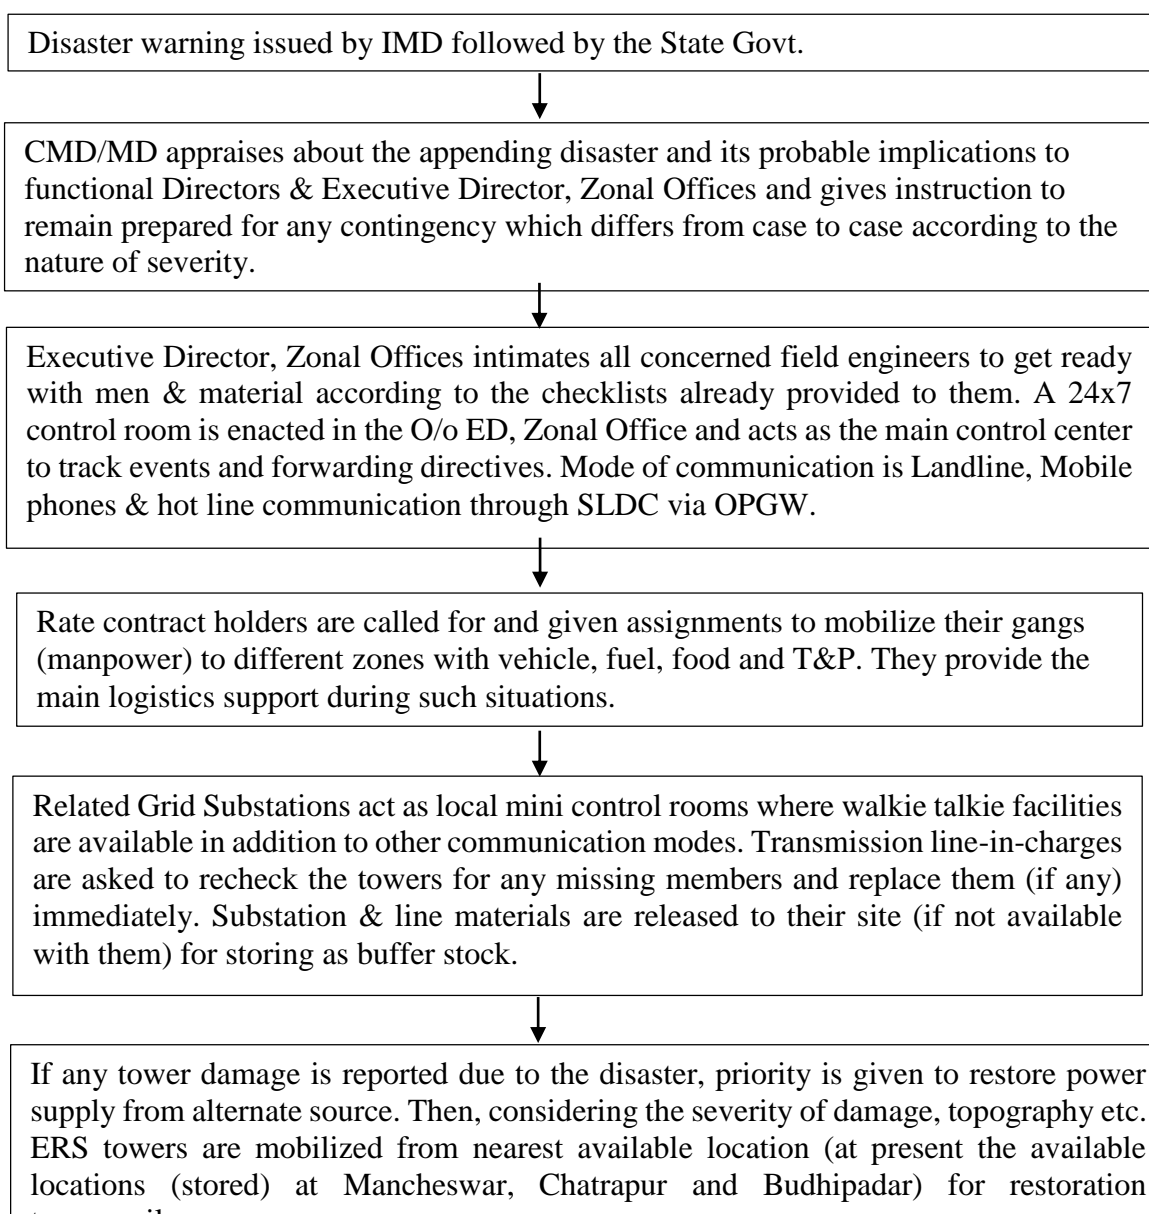 Disaster warning issued by IMD followed by the State Govt.
CMD/MD appraises about the appending disaster and its probable implications to
functional Directors & Executive Director, Zonal Offices and gives instruction to
remain prepared for any contingency which differs from case to case according to the
nature of severity.
Executive Director, Zonal Offices intimates all concerned field engineers to get ready
with men & material according to the checklists already provided to them. A 24x7
control room is enacted in the O/o ED, Zonal Office and acts as the main control center
to track events and forwarding directives. Mode of communication is Landline, Mobile
phones & hot line communication through SLDC via OPGW.
Rate contract holders are called for and given assignments to mobilize their gangs
(manpower) to different zones with vehicle, fuel, food and T&P. They provide the
main logistics support during such situations.
Related Grid Substations act as local mini control rooms where walkie talkie facilities
are available in addition to other communication modes. Transmission line-in-charges
are asked to recheck the towers for any missing members and replace them (if any)
immediately. Substation & line materials are released to their site (if not available
with them) for storing as buffer stock.
If any tower damage is reported due to the disaster, priority is given to restore power
supply from alternate source. Then, considering the severity of damage, topography etc.
ERS towers are mobilized from nearest available location (at present the available
locations (stored) at Mancheswar, Chatrapur and Budhipadar) for restoration